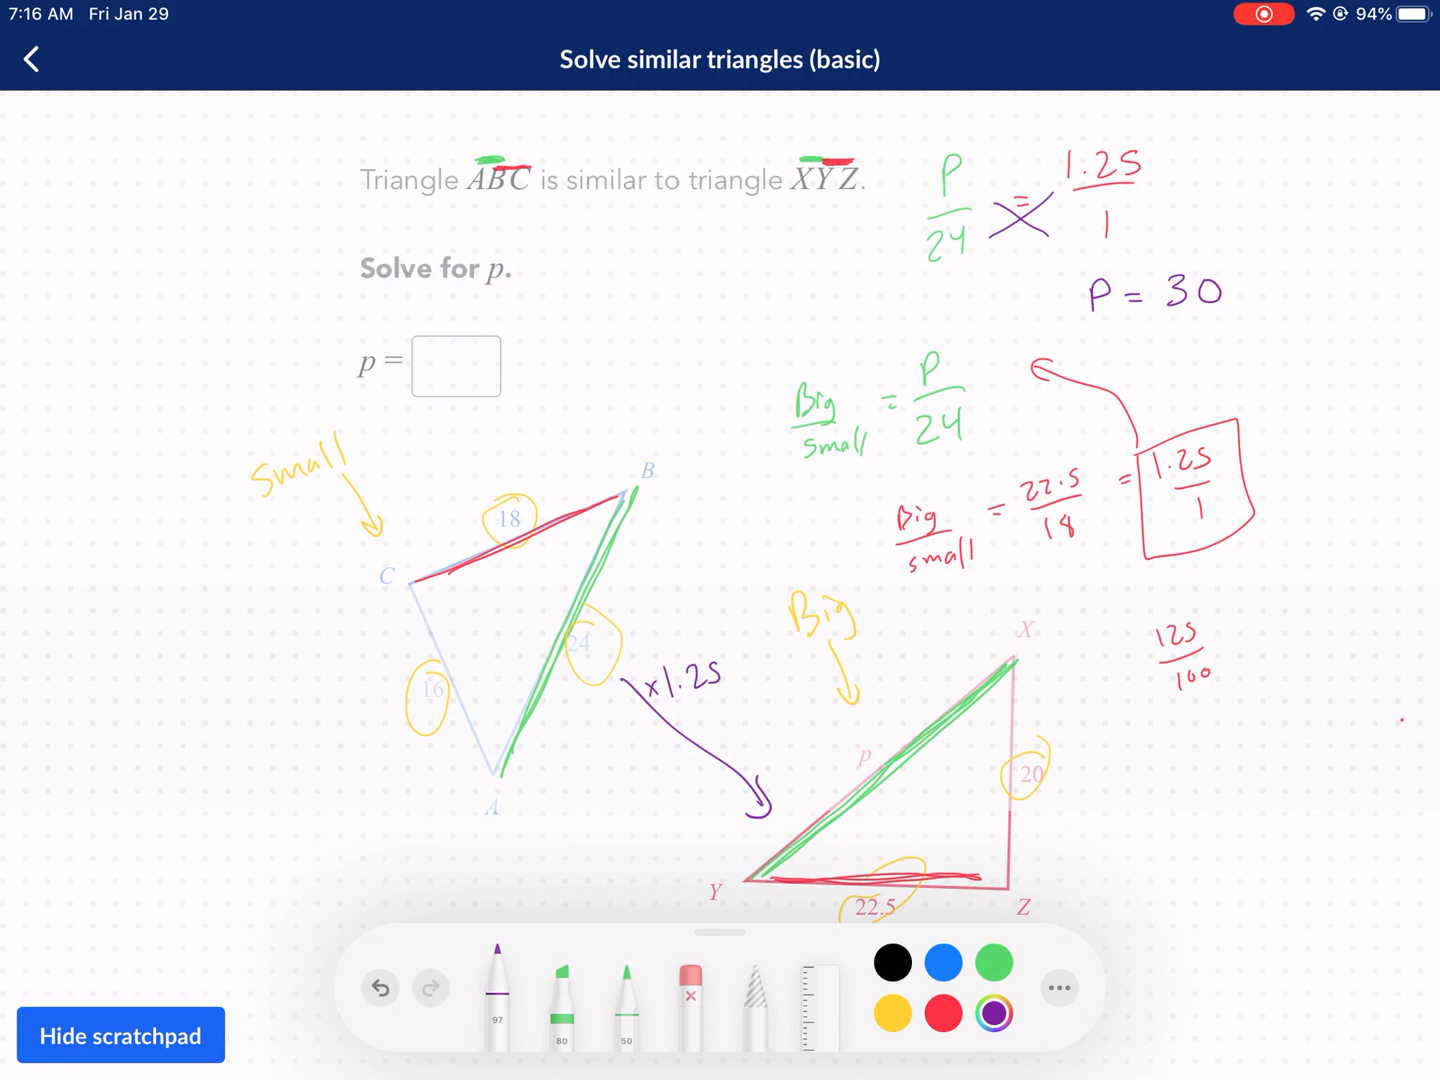 7:16 AM Fri Jan 29
94%
Solve similar triangles (basic)
Triangle ABC is similar to triangle XYZ.
Solve for p.
p =
P/24 = 1.25/1
P = 30
Big/small = P/24
Big/small = 22.5/18 = 1.25/1
125/100
Small
B
18
C
24
16
A
x1.25
Big
X
p
20
Y
22.5
Z
97
80
50
Hide scratchpad